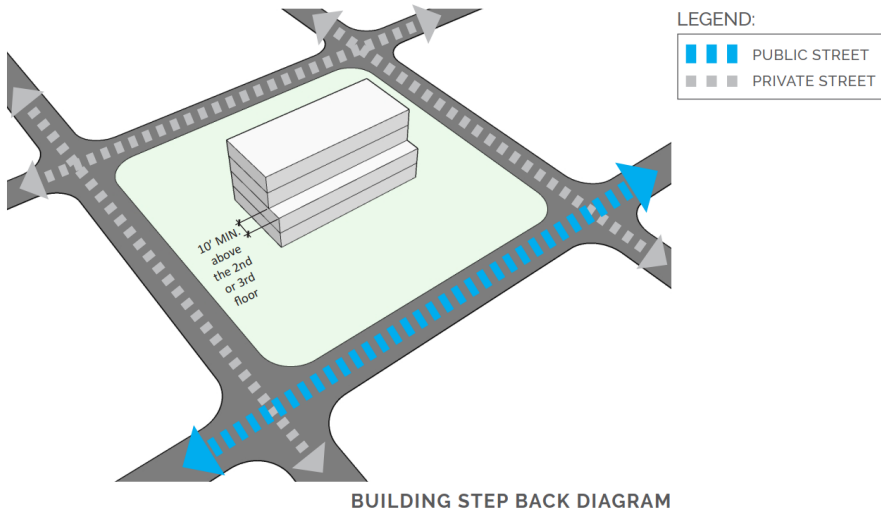 LEGEND:
PUBLIC STREET
PRIVATE STREET
10' MIN.
above
the 2nd
or 3rd
floor
BUILDING STEP BACK DIAGRAM